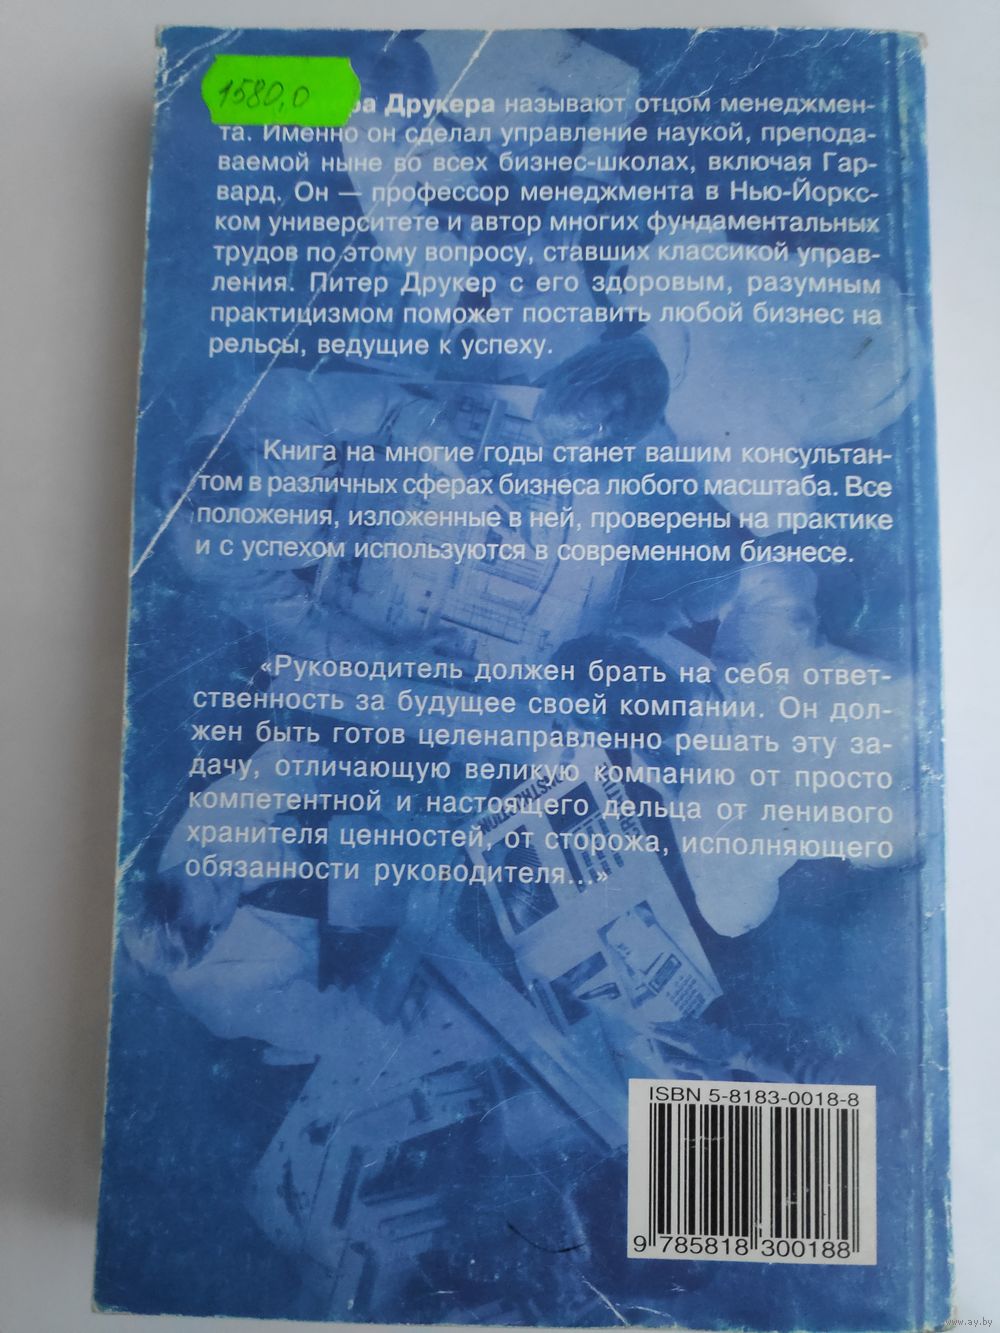 1580,0
ра Друкера называют отцом менеджмен-
та. Именно он сделал управление наукой, препода-
ваемой ныне во всех бизнес-школах, включая Гар-
вард. Он — профессор менеджмента в Нью-Йоркс-
ком университете и автор многих фундаментальных
трудов по этому вопросу, ставших классикой управ-
ления. Питер Друкер с его здоровым, разумным
практицизмом поможет поставить любой бизнес на
рельсы, ведущие к успеху.
Книга на многие годы станет вашим консультан-
том в различных сферах бизнеса любого масштаба. Все
положения, изложенные в ней, проверены на практике
и с успехом используются в современном бизнесе.
«Руководитель должен брать на себя ответ-
ственность за будущее своей компании. Он дол-
жен быть готов целенаправленно решать эту за-
дачу, отличающую великую компанию от просто
компетентной и настоящего дельца от ленивого
хранителя ценностей, от сторожа, исполняющего
обязанности руководителя...»
ISBN 5-8183-0018-8
9 785818 300188
www.ay.by